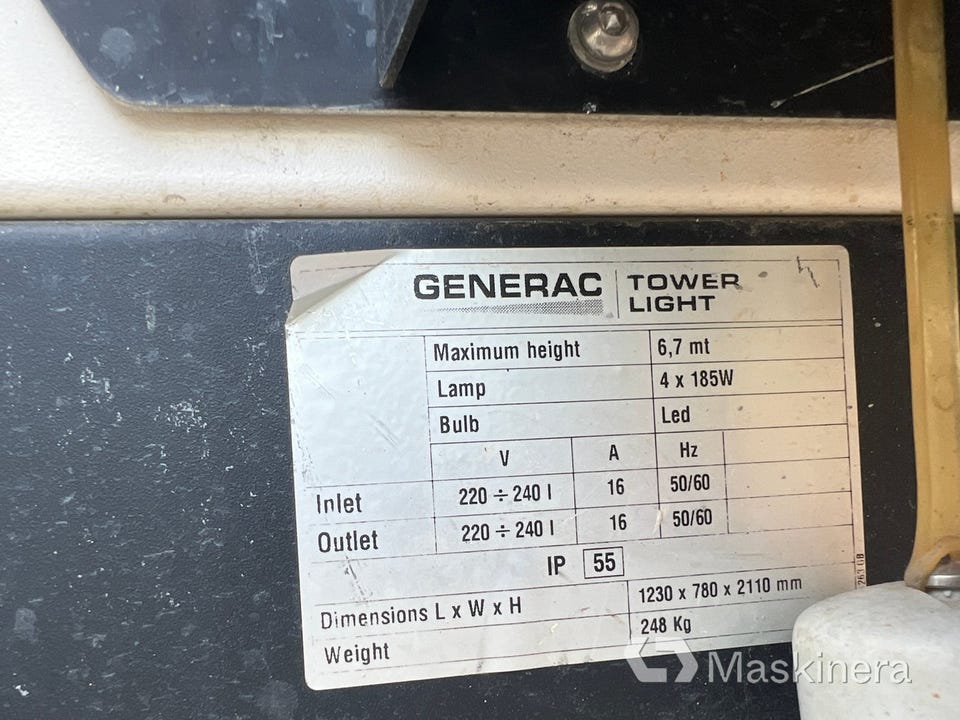 GENERAC TOWER LIGHT
Maximum height 6,7 mt
Lamp 4 x 185W
Bulb Led
V A Hz
Inlet 220 ÷ 240 I 16 50/60
Outlet 220 ÷ 240 I 16 50/60
IP 55
Dimensions L x W x H 1230 x 780 x 2110 mm
Weight 248 Kg
Maskinera